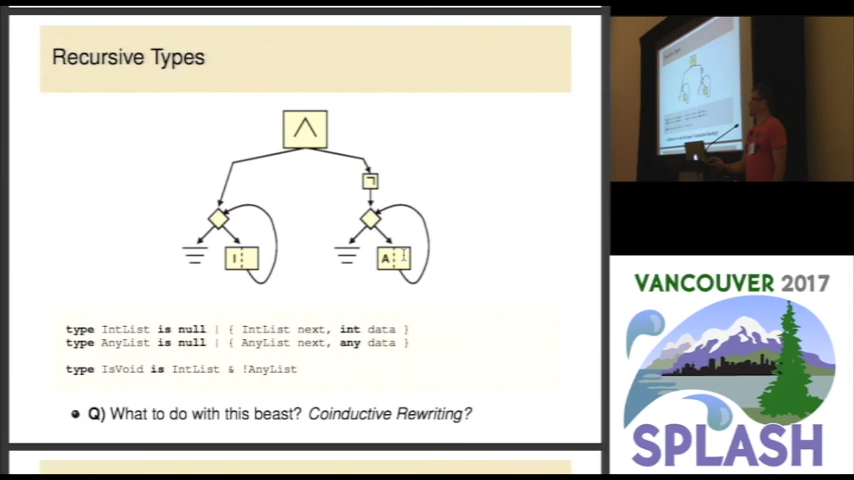 Recursive Types
∧
¬
I
A
type IntList is null | { IntList next, int data }
type AnyList is null | { AnyList next, any data }
type IsVoid is IntList & !AnyList
Q) What to do with this beast? Coinductive Rewriting?
VANCOUVER 2017
SPLASH